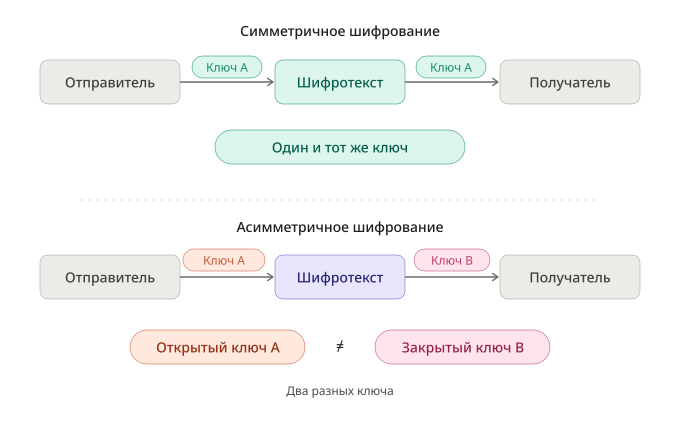 Симметричное шифрование
Ключ A
Ключ A
Отправитель
Шифротекст
Получатель
Один и тот же ключ
Асимметричное шифрование
Ключ A
Ключ B
Отправитель
Шифротекст
Получатель
Открытый ключ A
≠
Закрытый ключ B
Два разных ключа